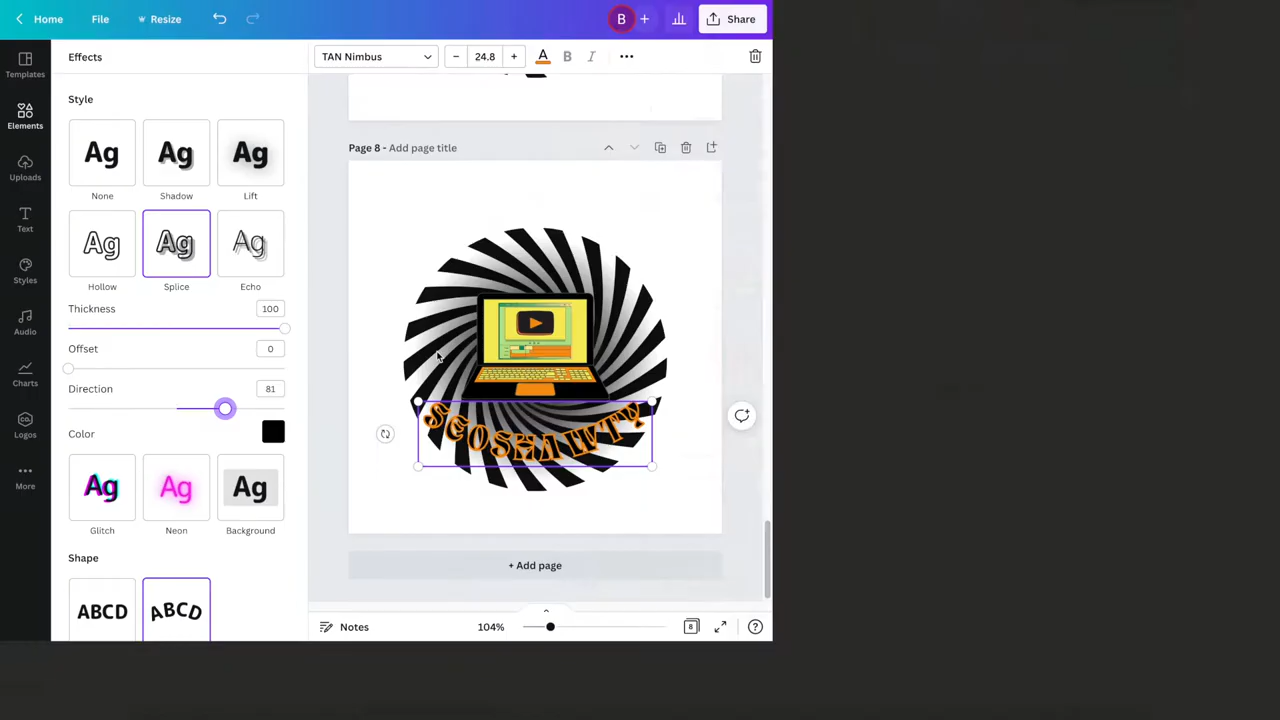 Home File Resize B + Share
Templates
Elements
Uploads
Text
Styles
Audio
Charts
CO.
Logos
More
Effects
Style
Ag Ag Ag
None Shadow Lift
Ag Ag Ag
Hollow Splice Echo
Thickness 100
Offset 0
Direction 81
Color
Ag Ag Ag
Glitch Neon Background
Shape
ABCD ABCD
TAN Nimbus − 24.8 + A B I
Page 8 - Add page title
SEOSHAWTY
+ Add page
Notes 104% 8 ?